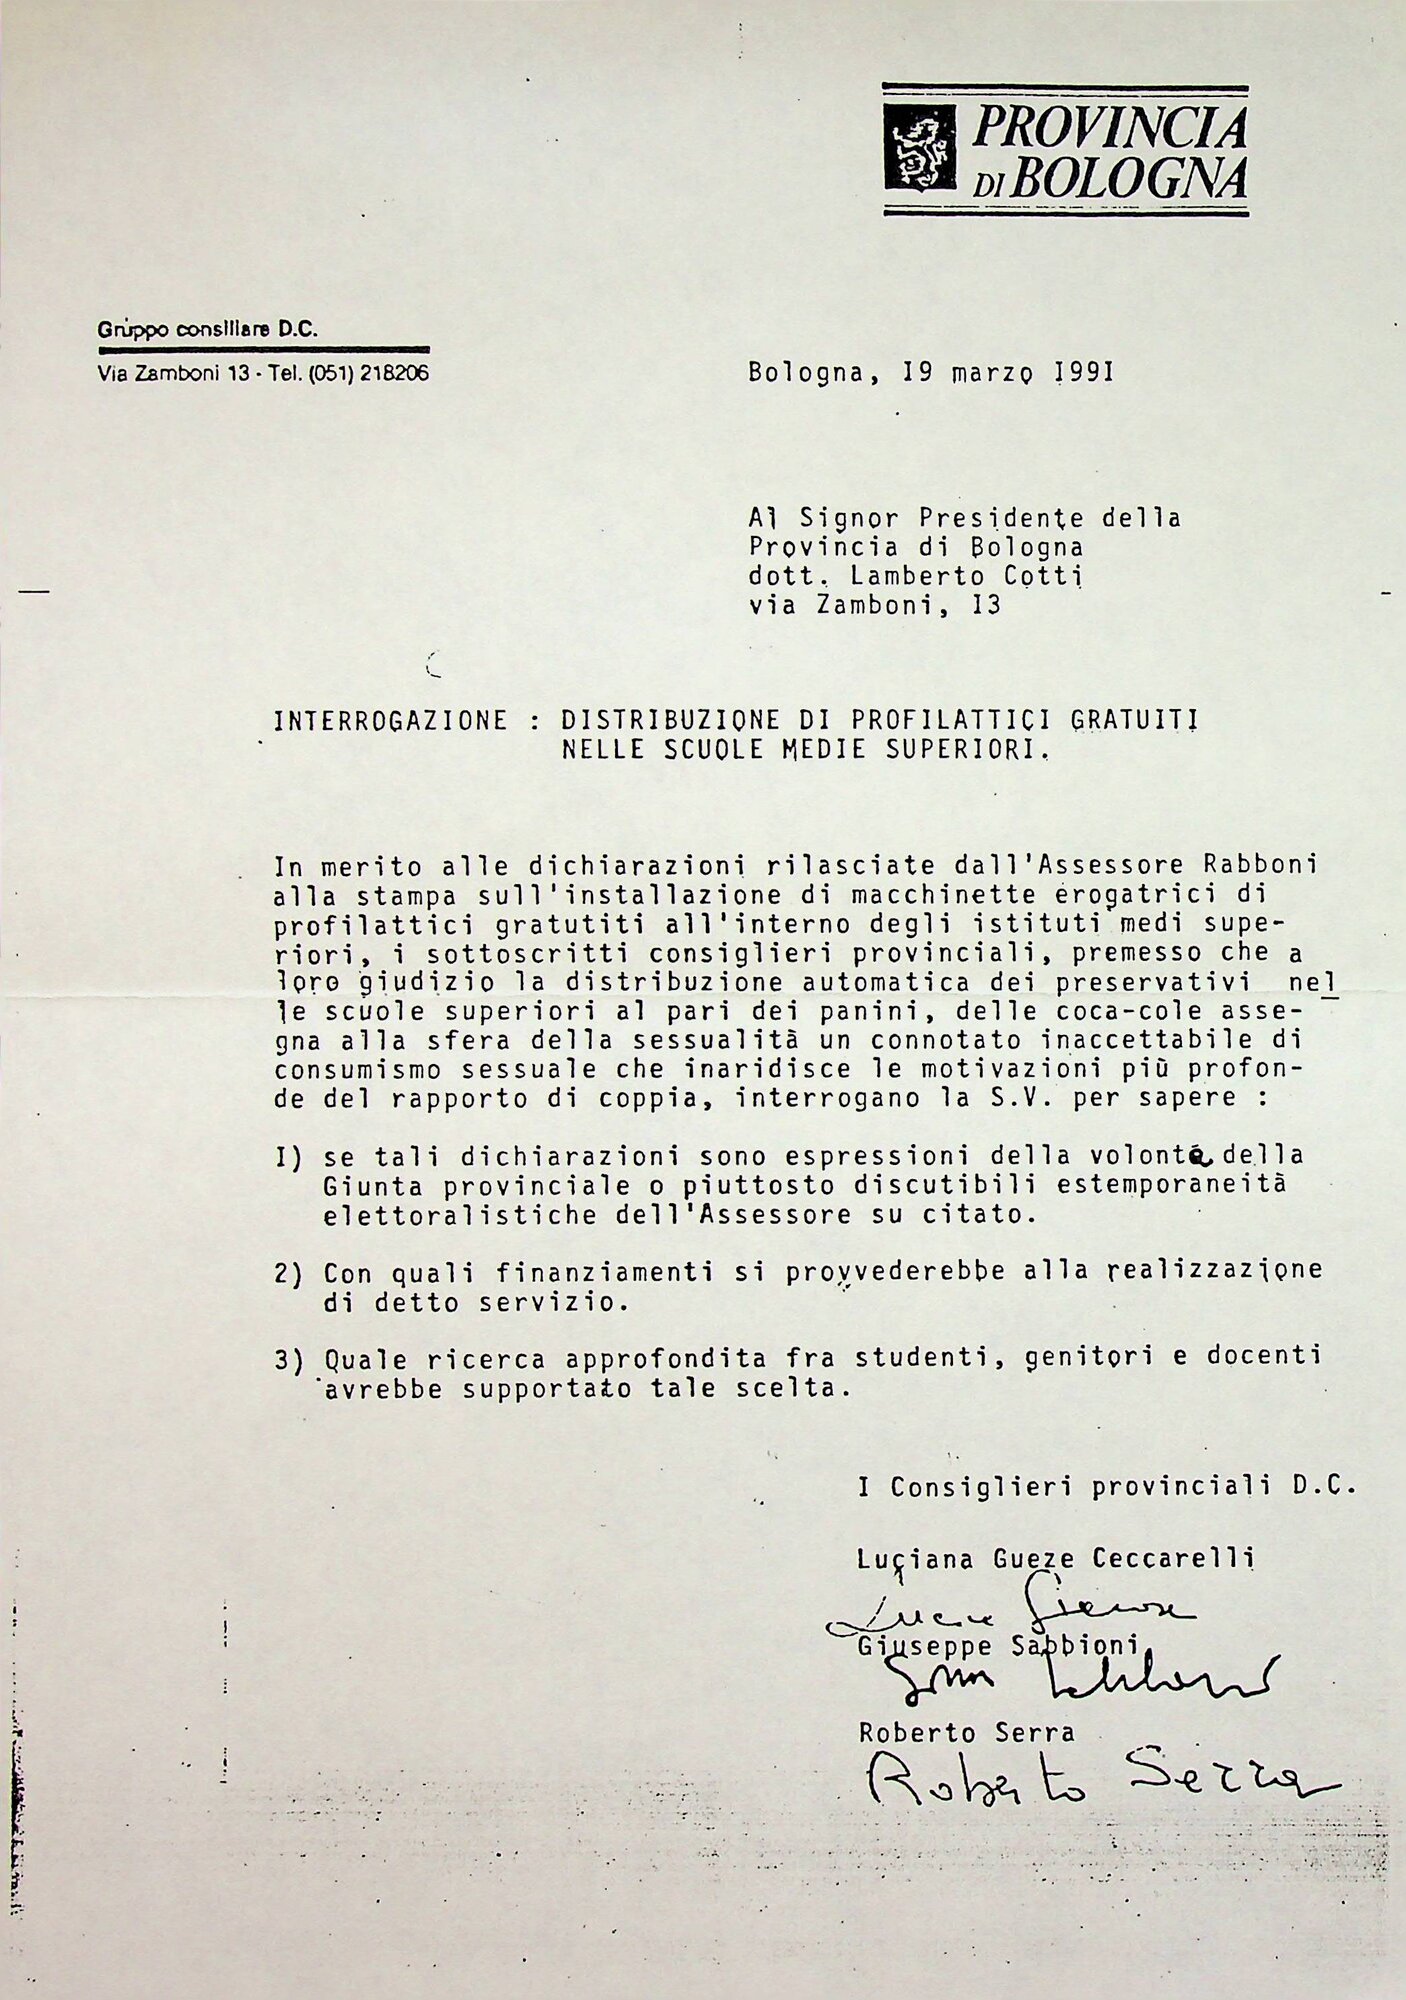 PROVINCIA
DI BOLOGNA
Gruppo consiliare D.C.
Via Zamboni 13 - Tel. (051) 218206
Bologna, I9 marzo I99I
Al Signor Presidente della
Provincia di Bologna
dott. Lamberto Cotti
via Zamboni, I3
INTERROGAZIONE : DISTRIBUZIONE DI PROFILATTICI GRATUITI
NELLE SCUOLE MEDIE SUPERIORI.
In merito alle dichiarazioni rilasciate dall'Assessore Rabboni
alla stampa sull'installazione di macchinette erogatrici di
profilattici gratutiti all'interno degli istituti medi supe-
riori, i sottoscritti consiglieri provinciali, premesso che a
loro giudizio la distribuzione automatica dei preservativi nel
le scuole superiori al pari dei panini, delle coca-cole asse-
gna alla sfera della sessualità un connotato inaccettabile di
consumismo sessuale che inaridisce le motivazioni più profon-
de del rapporto di coppia, interrogano la S.V. per sapere :
I) se tali dichiarazioni sono espressioni della volontà della
Giunta provinciale o piuttosto discutibili estemporaneità
elettoralistiche dell'Assessore su citato.
2) Con quali finanziamenti si provvederebbe alla realizzazione
di detto servizio.
3) Quale ricerca approfondita fra studenti, genitori e docenti
avrebbe supportato tale scelta.
I Consiglieri provinciali D.C.
Luciana Gueze Ceccarelli
Giuseppe Sabbioni
Roberto Serra
Roberto Serra